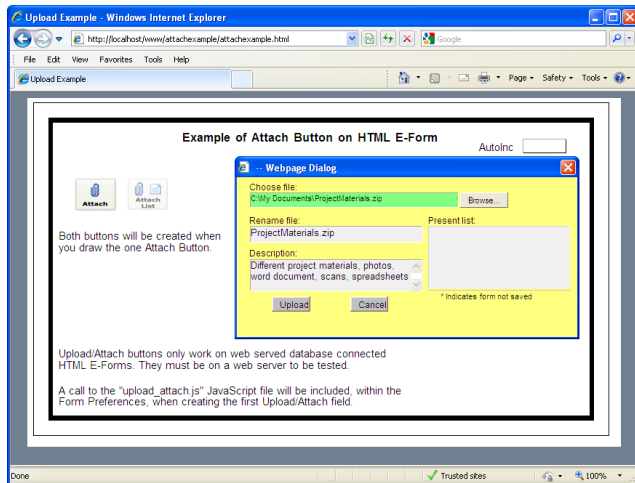 Upload Example - Windows Internet Explorer
http://localhost/www/attachexample/attachexample.html
Google
File Edit View Favorites Tools Help
Upload Example
Page Safety Tools
Example of Attach Button on HTML E-Form
AutoInc
Attach
Attach
List
Both buttons will be created when
you draw the one Attach Button.
-- Webpage Dialog
Choose file:
C:\My Documents\ProjectMaterials.zip
Browse...
Rename file:
ProjectMaterials.zip
Present list:
Description:
Different project materials, photos,
word document, scans, spreadsheets
Upload
Cancel
* Indicates form not saved
Upload/Attach buttons only work on web served database connected
HTML E-Forms. They must be on a web server to be tested.
A call to the "upload_attach.js" JavaScript file will be included, within the
Form Preferences, when creating the first Upload/Attach field.
Done
Trusted sites
100%